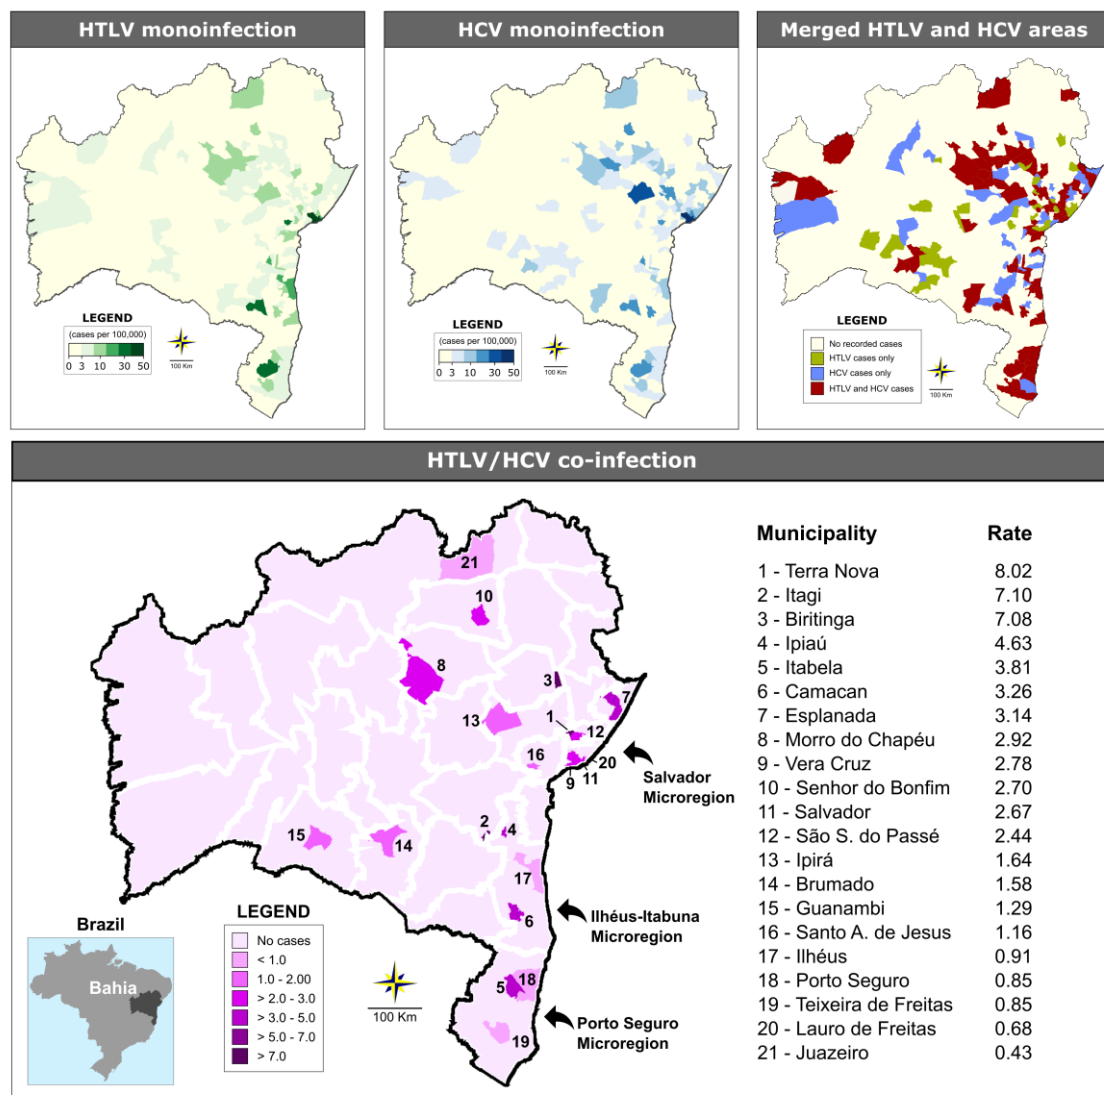 HTLV monoinfection
LEGEND
(cases per 100,000)
0 3 10 30 50
100 Km
HCV monoinfection
LEGEND
(cases per 100,000)
0 3 10 30 50
100 Km
Merged HTLV and HCV areas
LEGEND
No recorded cases
HTLV cases only
HCV cases only
HTLV and HCV cases
100 Km
HTLV/HCV co-infection
21
10
8
3
7
13
1
12
16
20
9
11
Salvador
Microregion
2
4
15
14
17
6
Ilhéus-Itabuna
Microregion
5
18
19
Porto Seguro
Microregion
Brazil
Bahia
LEGEND
No cases
< 1.0
1.0 - 2.00
> 2.0 - 3.0
> 3.0 - 5.0
> 5.0 - 7.0
> 7.0
100 Km
Municipality Rate
1 - Terra Nova 8.02
2 - Itagi 7.10
3 - Biritinga 7.08
4 - Ipiaú 4.63
5 - Itabela 3.81
6 - Camacan 3.26
7 - Esplanada 3.14
8 - Morro do Chapéu 2.92
9 - Vera Cruz 2.78
10 - Senhor do Bonfim 2.70
11 - Salvador 2.67
12 - São S. do Passé 2.44
13 - Ipirá 1.64
14 - Brumado 1.58
15 - Guanambi 1.29
16 - Santo A. de Jesus 1.16
17 - Ilhéus 0.91
18 - Porto Seguro 0.85
19 - Teixeira de Freitas 0.85
20 - Lauro de Freitas 0.68
21 - Juazeiro 0.43